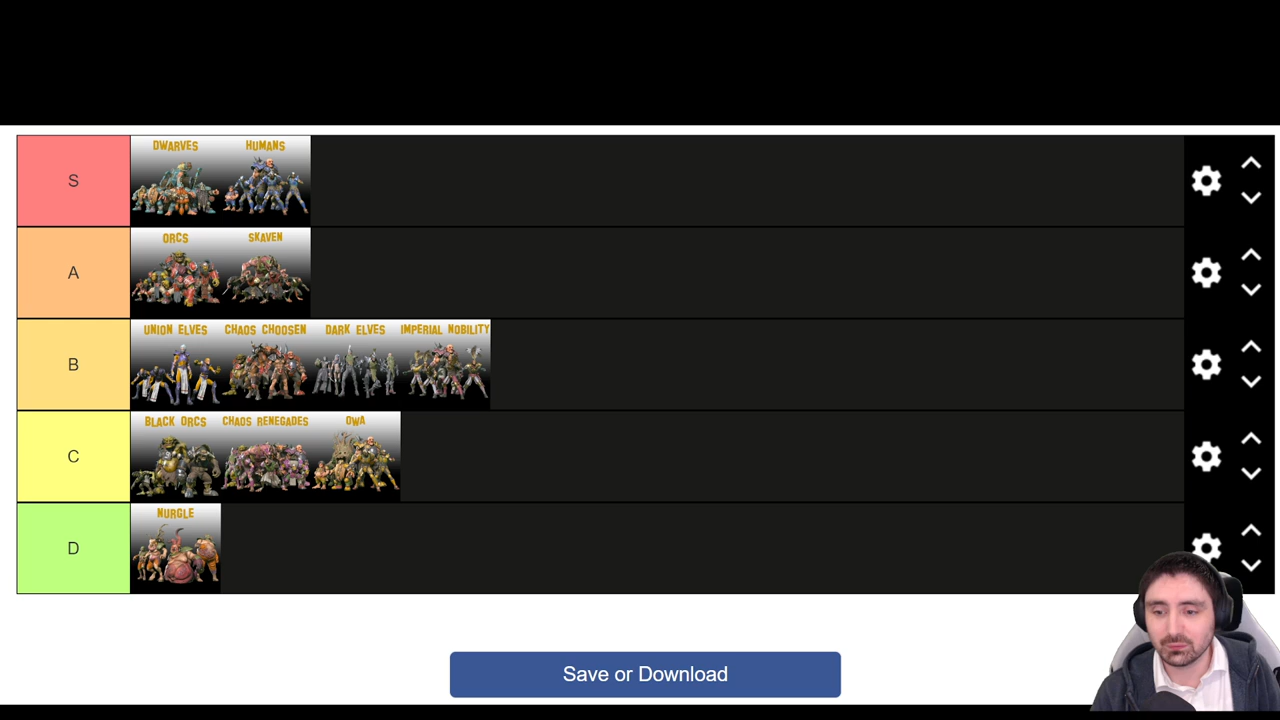 S
DWARVES
HUMANS
A
ORCS
SKAVEN
B
UNION ELVES
CHAOS CHOOSEN
DARK ELVES
IMPERIAL NOBILITY
C
BLACK ORCS
CHAOS RENEGADES
OWA
D
NURGLE
Save or Download